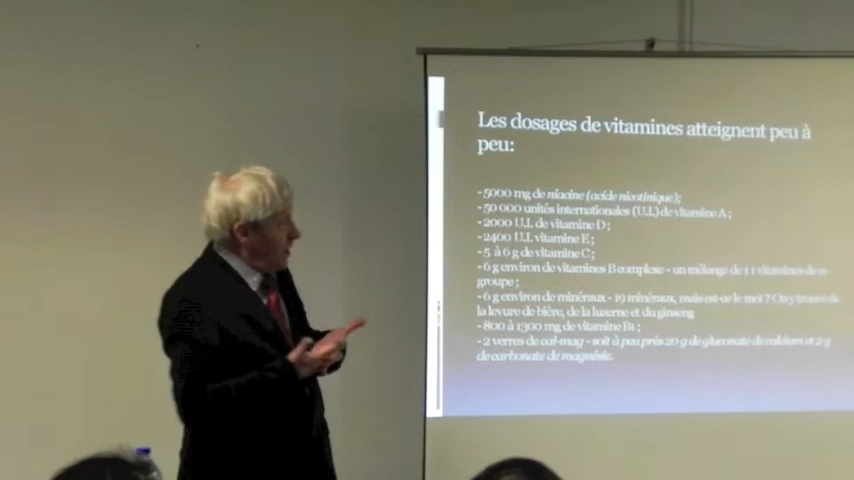 Les dosages de vitamines atteignent peu à
peu:
- 5000 mg de niacine (acide nicotinique);
- 50 000 unités internationales (U.I.) de vitamine A ;
- 2000 U.I. de vitamine D ;
- 2400 U.I. vitamine E ;
- 5 à 6 g de vitamine C ;
- 6 g environ de vitamines B complexe - un mélange de 11 vitamines de ce
groupe ;
- 6 g environ de minéraux - 19 minéraux, mais est-ce le mot ? On y trouve de
la levure de bière, de la luzerne et du ginseng
- 800 à 1300 mg de vitamine B1 ;
- 2 verres de cal-mag - soit à peu près 20 g de gluconate de calcium et 2 g
de carbonate de magnésie.